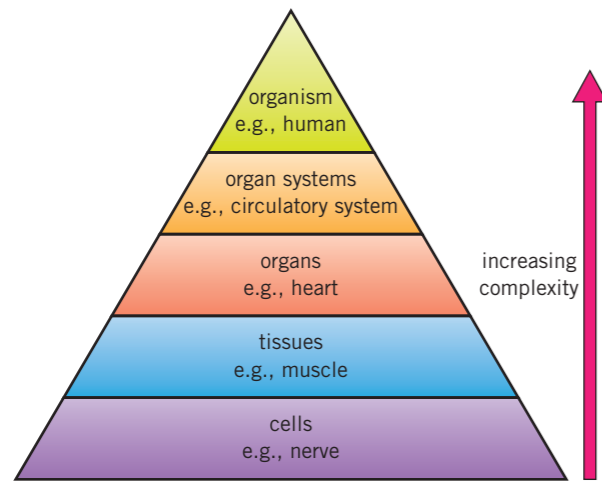 organism
e.g., human
organ systems
e.g., circulatory system
organs
e.g., heart
increasing
complexity
tissues
e.g., muscle
cells
e.g., nerve